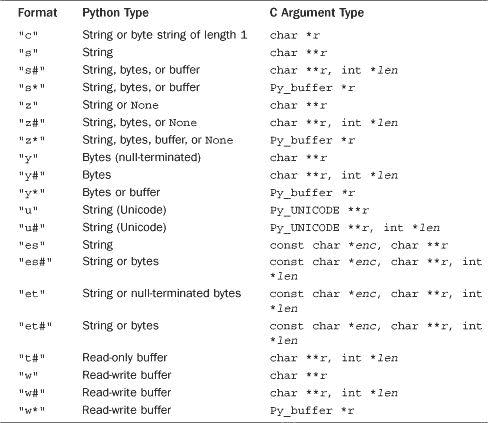 Format Python Type C Argument Type
"c" String or byte string of length 1 char *r
"s" String char **r
"s#" String, bytes, or buffer char **r, int *len
"s*" String, bytes, or buffer Py_buffer *r
"z" String or None char **r
"z#" String, bytes, or None char **r, int *len
"z*" String, bytes, buffer, or None Py_buffer *r
"y" Bytes (null-terminated) char **r
"y#" Bytes char **r, int *len
"y*" Bytes or buffer Py_buffer *r
"u" String (Unicode) Py_UNICODE **r
"u#" String (Unicode) Py_UNICODE **r, int *len
"es" String const char *enc, char **r
"es#" String or bytes const char *enc, char **r, int
*len
"et" String or null-terminated bytes const char *enc, char **r, int
*len
"et#" String or bytes const char *enc, char **r, int
*len
"t#" Read-only buffer char **r, int *len
"w" Read-write buffer char **r
"w#" Read-write buffer char **r, int *len
"w*" Read-write buffer Py_buffer *r